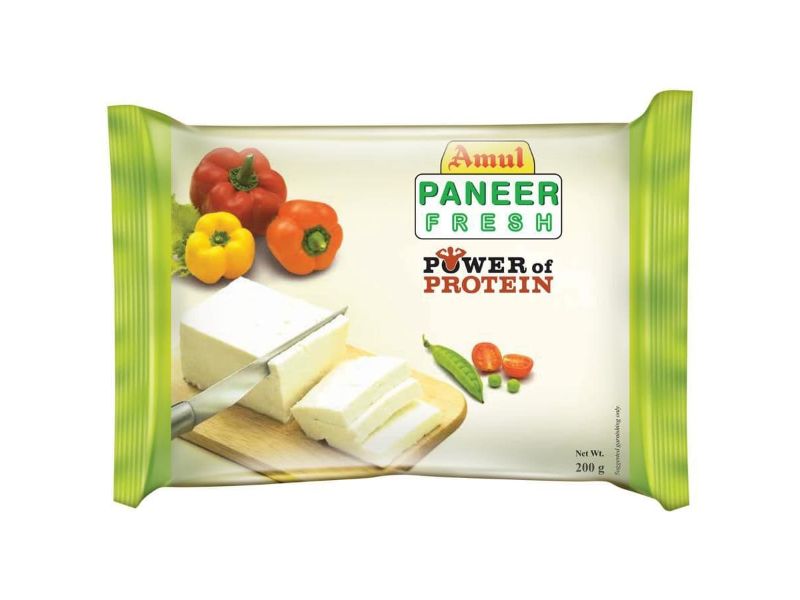 Amul
PANEER
FRESH
POWER of
PROTEIN
Net Wt.
200 g
Suggested garnishing only.